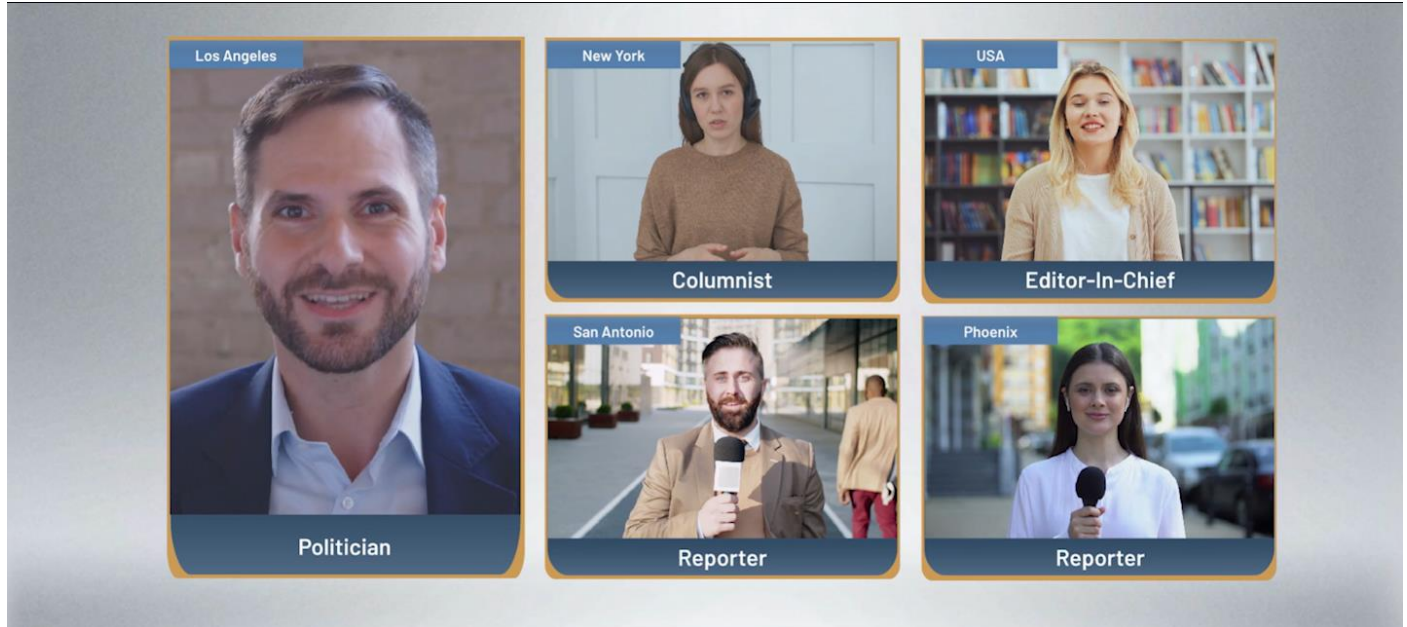 Los Angeles
Politician
New York
Columnist
USA
Editor-In-Chief
San Antonio
Reporter
Phoenix
Reporter